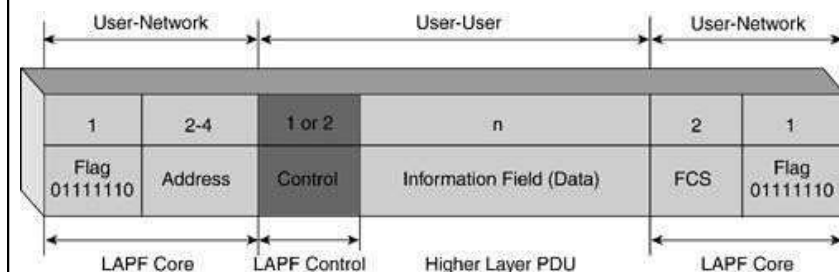 User-Network User-User User-Network
1 2-4 1 or 2 n 2 1
Flag 01111110 Address Control Information Field (Data) FCS Flag 01111110
LAPF Core LAPF Control Higher Layer PDU LAPF Core